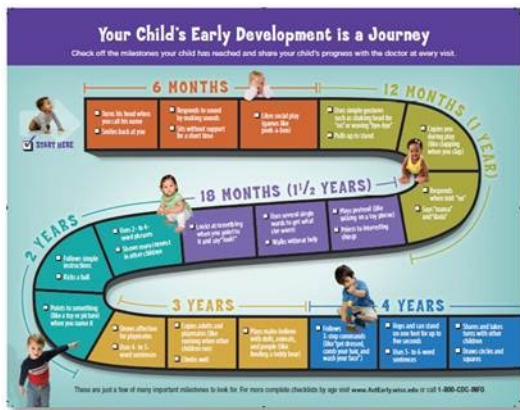 Your Child's Early Development is a Journey
Check off the milestones your child has reached and share your child's progress with the doctor at every visit.
6 MONTHS
12 MONTHS (1 YEAR)
START HERE
Turns his head when
you call his name
Smiles back at you
Responds to sound
by making sounds
Sits without support
for a short time
Likes social play
(games like
peek-a-boo)
Uses simple gestures
such as shaking head for
"no" or waving "bye-bye"
Pulls up to stand
Copies you
during play
(like clapping
when you clap)
Responds
when told "no"
Says "mama"
and "dada"
18 MONTHS (1½ YEARS)
Plays pretend (like
talking on a toy phone)
Points to interesting
things
Uses several single
words to get what
she wants
Walks without help
Looks at something
when you point to
it and say "look!"
2 YEARS
Uses 2- to 4-
word phrases
Shows more interest
in other children
Follows simple
instructions
Kicks a ball
Points to something
(like a toy or picture)
when you name it
3 YEARS
Shows affection
for playmates
Uses 4- to 5-
word sentences
Copies adults and
playmates (like
running when other
children run)
Climbs well
Plays make-believe
with dolls, animals,
and people (like
feeding a teddy bear)
4 YEARS
Follows
3-step commands
(like "get dressed,
comb your hair, and
wash your face")
Hops and can stand
on one foot for up to
five seconds
Uses 5- to 6-word
sentences
Shares and takes
turns with other
children
Draws circles and
squares
These are just a few of many important milestones to look for. For more complete checklists by age visit www.ActEarly.wisc.edu or call 1-800-CDC-INFO.